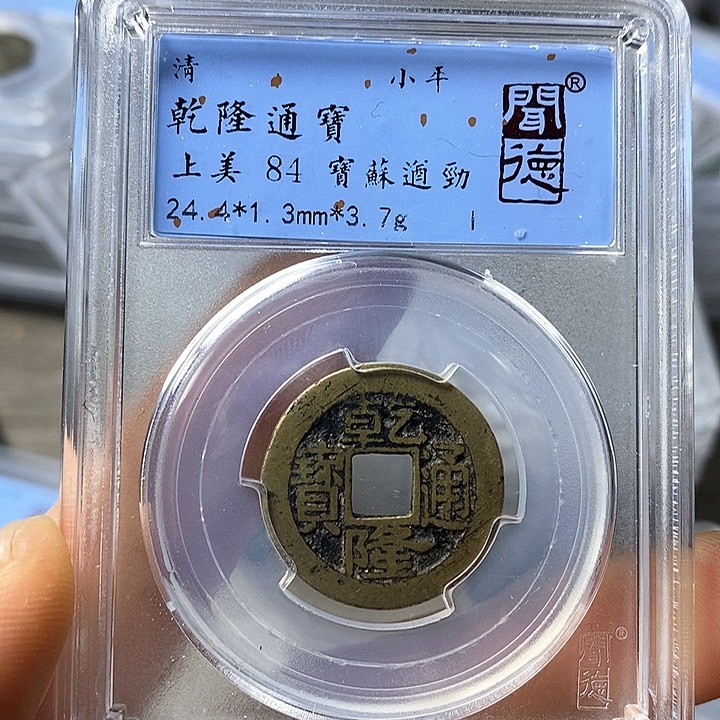 清 小平
乾隆通寶
上美 84 寶蘇遒勁
24.4*1.3mm*3.7g
聞德®
乾隆通寶
聞德®